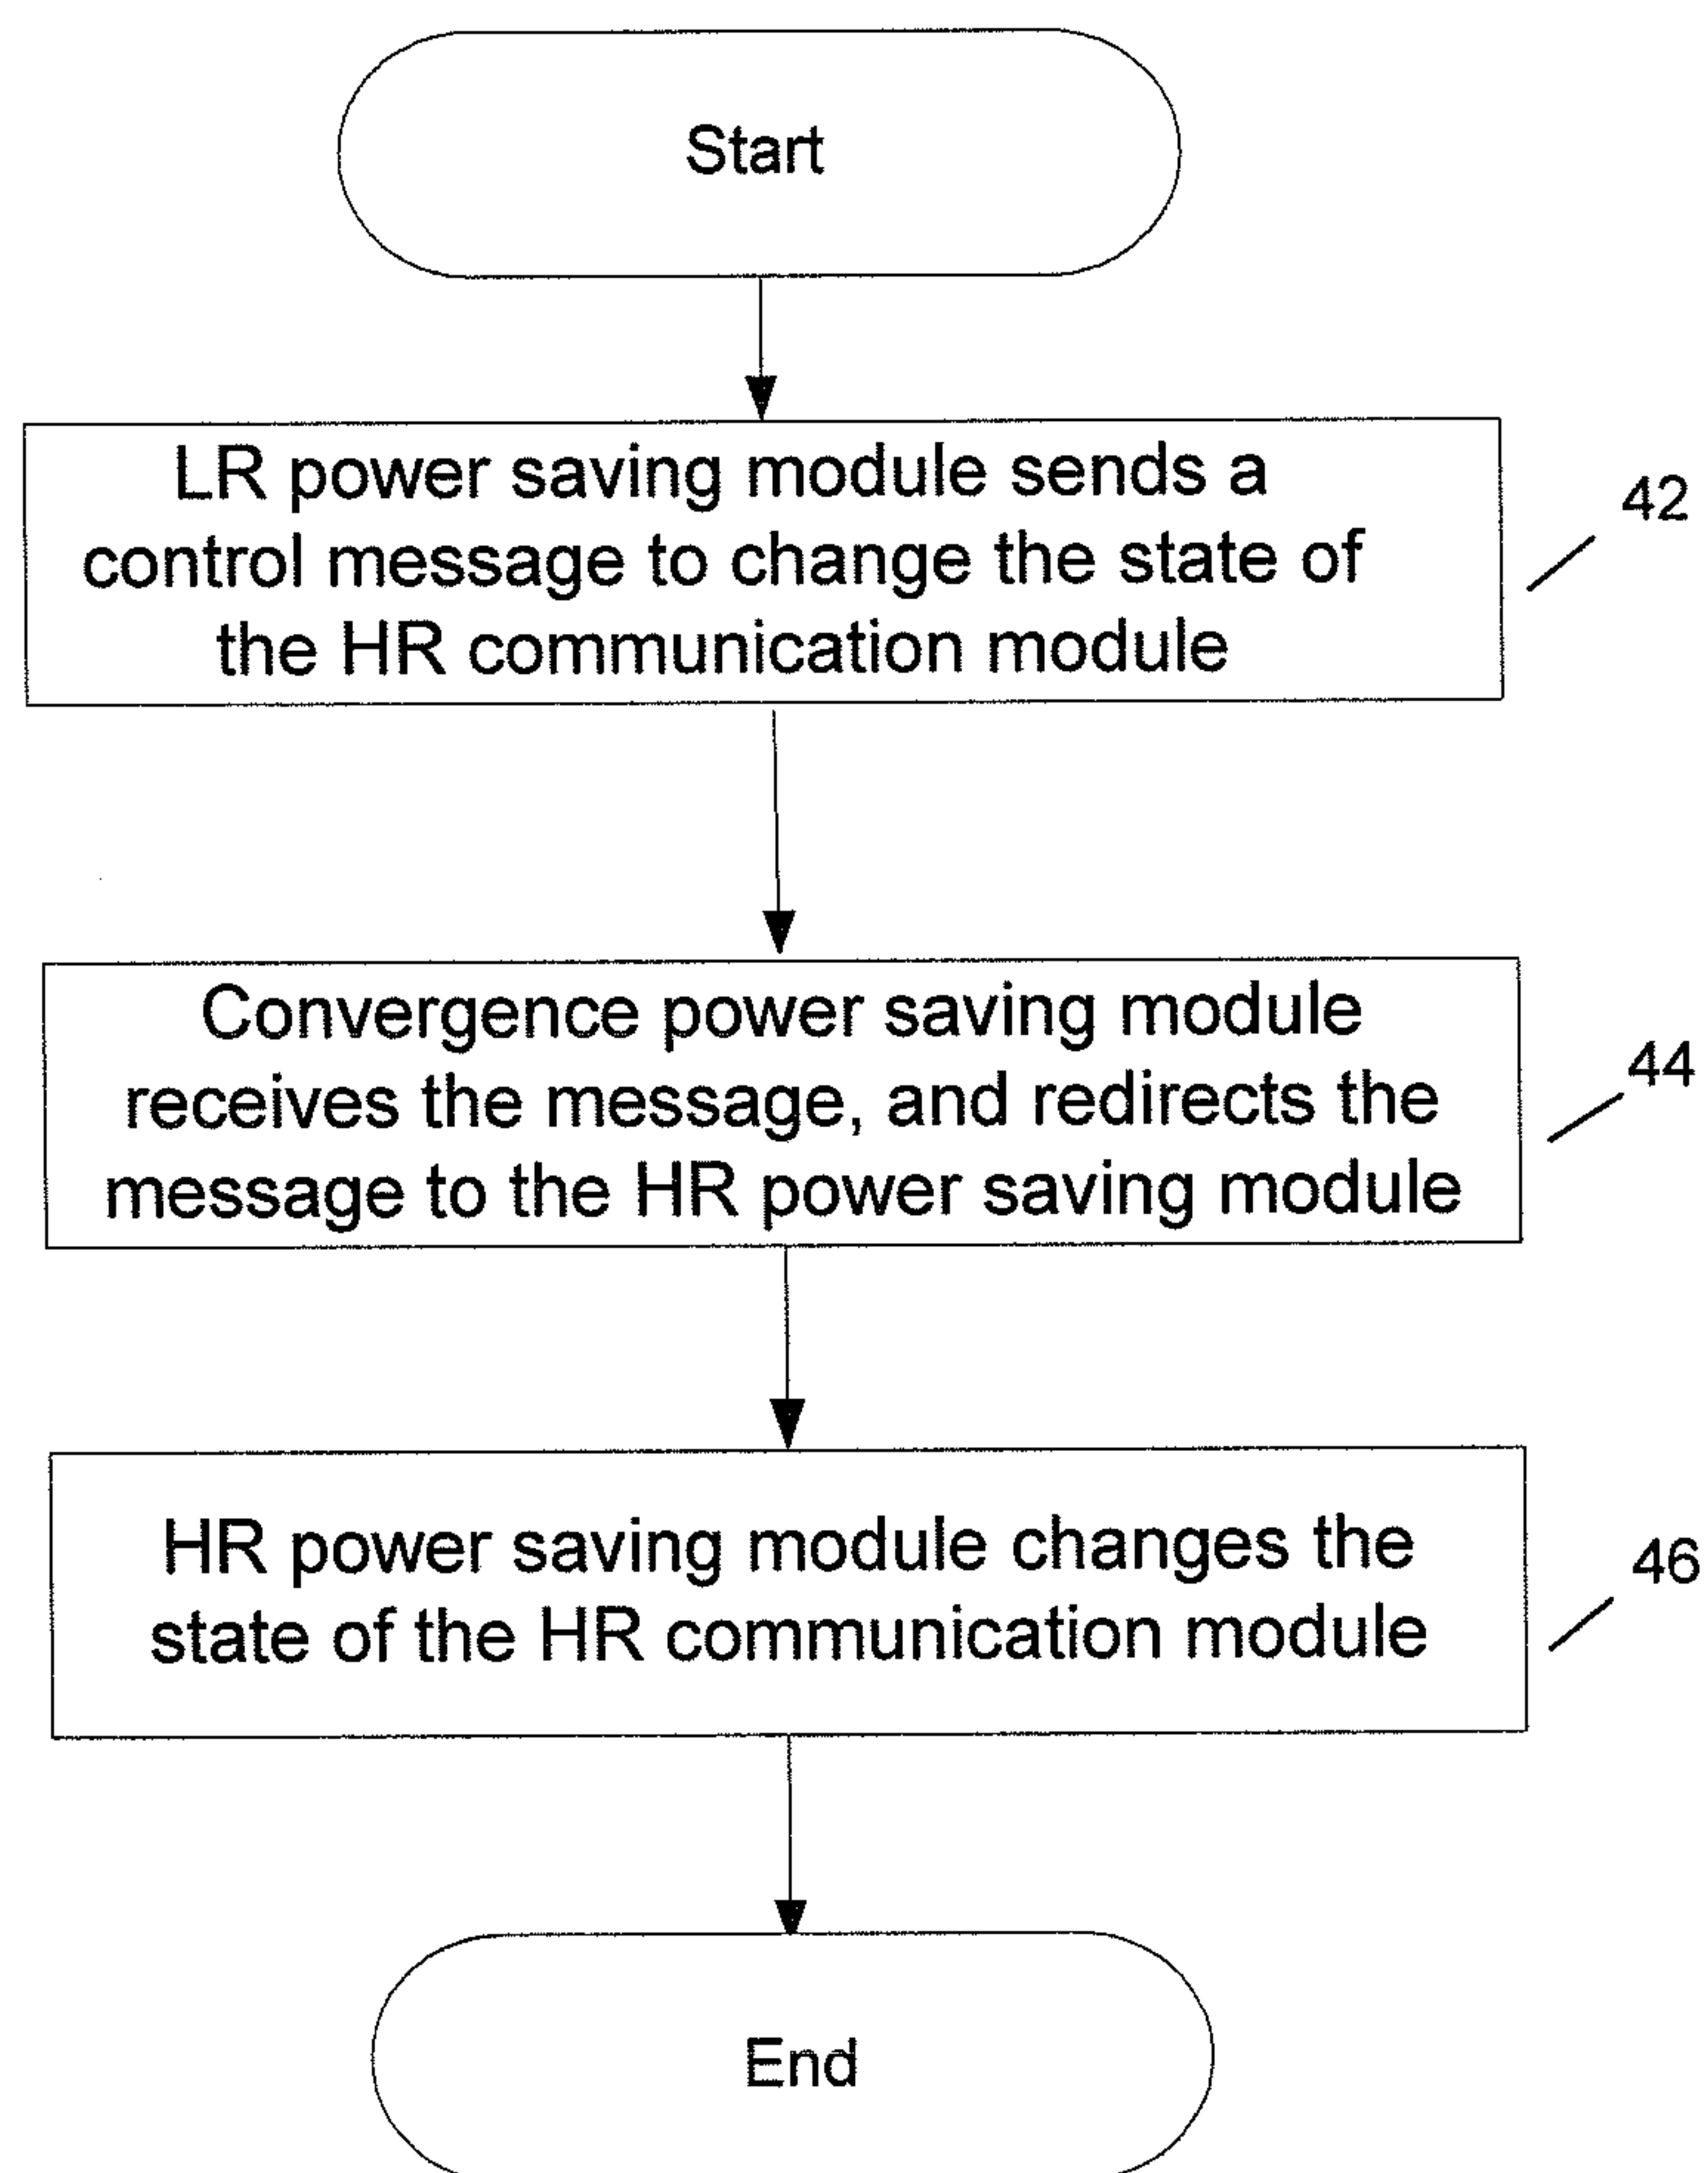 Start
LR power saving module sends a
control message to change the state of
the HR communication module
42
Convergence power saving module
receives the message, and redirects the
message to the HR power saving module
44
HR power saving module changes the
state of the HR communication module
46
End